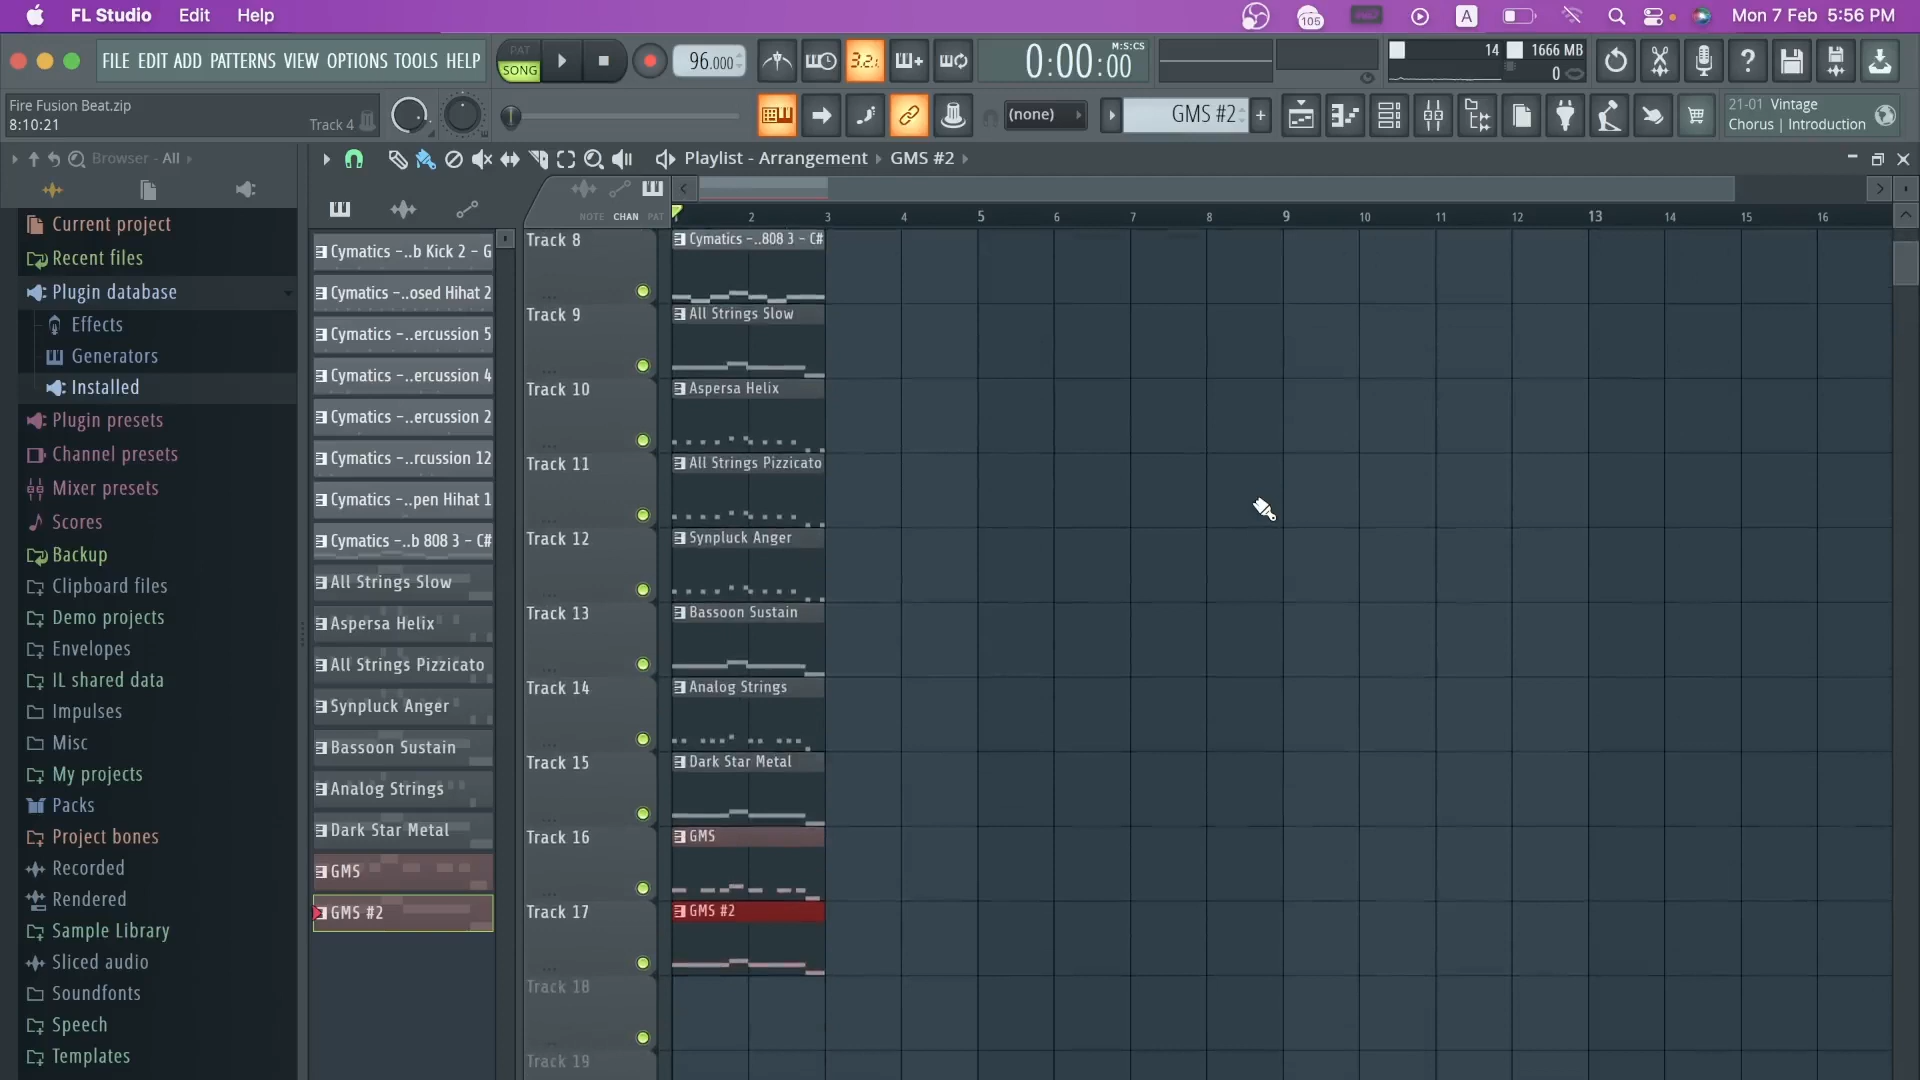 FL Studio Edit Help
105
A
Mon 7 Feb 5:56 PM
FILE EDIT ADD PATTERNS VIEW OPTIONS TOOLS HELP
PAT
SONG
96.000
3.2.
0:00:00
M:S:CS
14
1666 MB
0
Fire Fusion Beat.zip
8:10:21
Track 4
(none)
GMS #2
21-01 Vintage
Chorus | Introduction
Browser - All
Playlist - Arrangement
GMS #2
NOTE CHAN PAT
1 2 3 4 5 6 7 8 9 10 11 12 13 14 15 16
Current project
Recent files
Plugin database
Effects
Generators
Installed
Plugin presets
Channel presets
Mixer presets
Scores
Backup
Clipboard files
Demo projects
Envelopes
IL shared data
Impulses
Misc
My projects
Packs
Project bones
Recorded
Rendered
Sample Library
Sliced audio
Soundfonts
Speech
Templates
Cymatics -..b Kick 2 - G
Cymatics -..osed Hihat 2
Cymatics -..ercussion 5
Cymatics -..ercussion 4
Cymatics -..ercussion 2
Cymatics -..rcussion 12
Cymatics -..pen Hihat 1
Cymatics -..b 808 3 - C#
All Strings Slow
Aspersa Helix
All Strings Pizzicato
Synpluck Anger
Bassoon Sustain
Analog Strings
Dark Star Metal
GMS
GMS #2
Track 8
Cymatics -..808 3 - C#
Track 9
All Strings Slow
Track 10
Aspersa Helix
Track 11
All Strings Pizzicato
Track 12
Synpluck Anger
Track 13
Bassoon Sustain
Track 14
Analog Strings
Track 15
Dark Star Metal
Track 16
GMS
Track 17
GMS #2
Track 18
Track 19